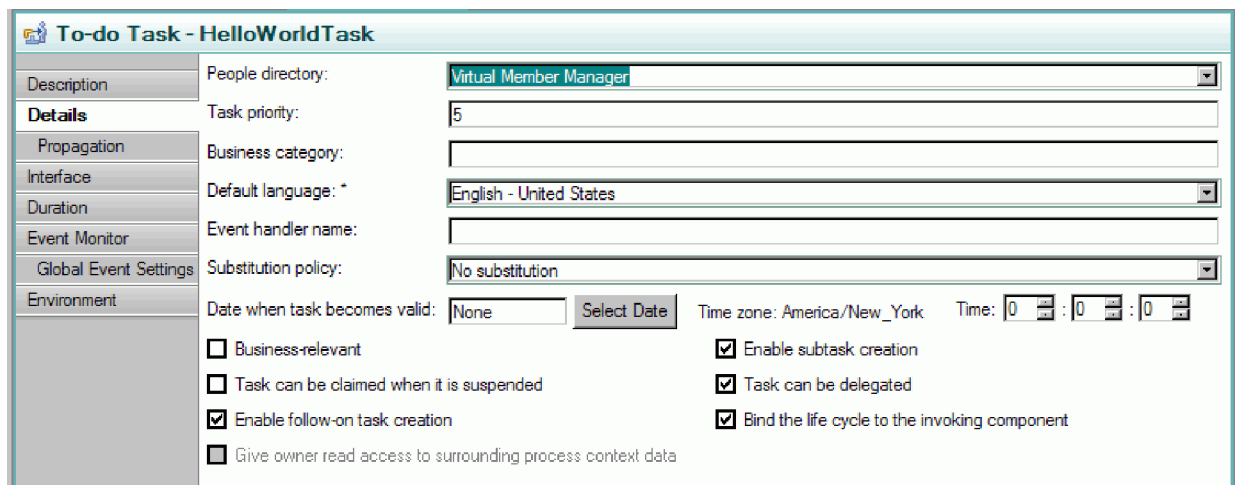 To-do Task - HelloWorldTask
Description
Details
Propagation
Interface
Duration
Event Monitor
Global Event Settings
Environment
People directory: Virtual Member Manager
Task priority: 5
Business category:
Default language: * English - United States
Event handler name:
Substitution policy: No substitution
Date when task becomes valid: None Select Date Time zone: America/New_York Time: 0 : 0 : 0
Business-relevant Enable subtask creation
Task can be claimed when it is suspended Task can be delegated
Enable follow-on task creation Bind the life cycle to the invoking component
Give owner read access to surrounding process context data